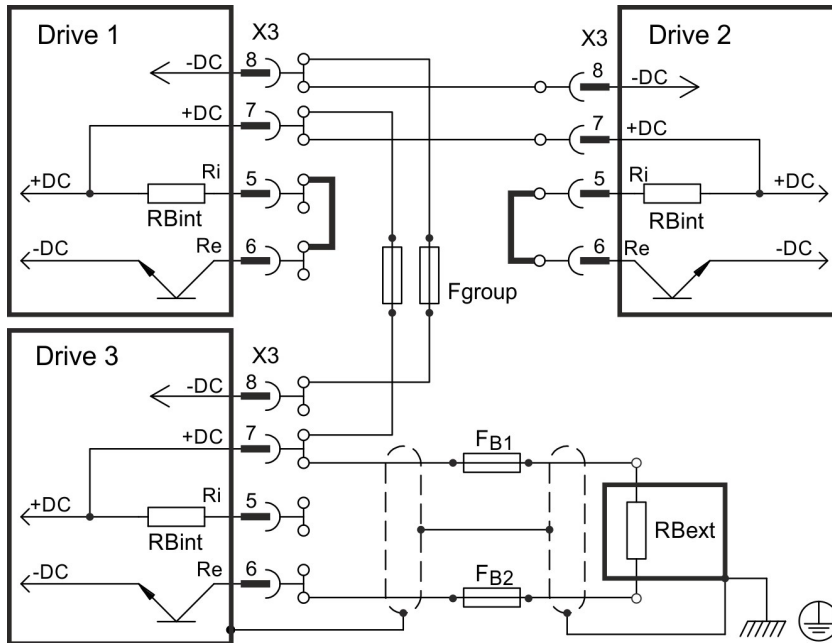 Drive 1
X3
8
-DC
7
+DC
+DC
Ri
5
RBint
-DC
Re
6
Fgroup
Drive 2
X3
8
-DC
7
+DC
5
Ri
+DC
RBint
6
Re
-DC
Drive 3
X3
8
-DC
7
+DC
+DC
Ri
5
RBint
-DC
Re
6
FB1
RBext
FB2